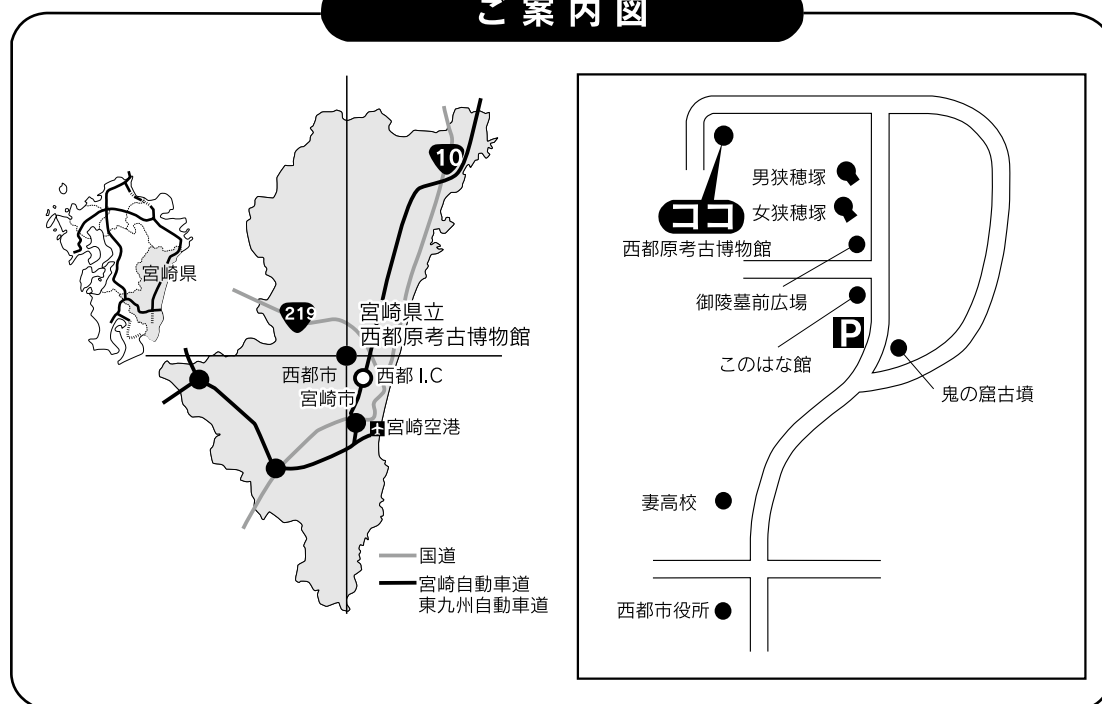 ご案内図
宮崎県
10
219
宮崎県立
西都原考古博物館
西都市
西都I.C
宮崎市
宮崎空港
国道
宮崎自動車道
東九州自動車道
男狭穂塚
ココ
女狭穂塚
西都原考古博物館
御陵墓前広場
P
このはな館
鬼の窟古墳
妻高校
西都市役所